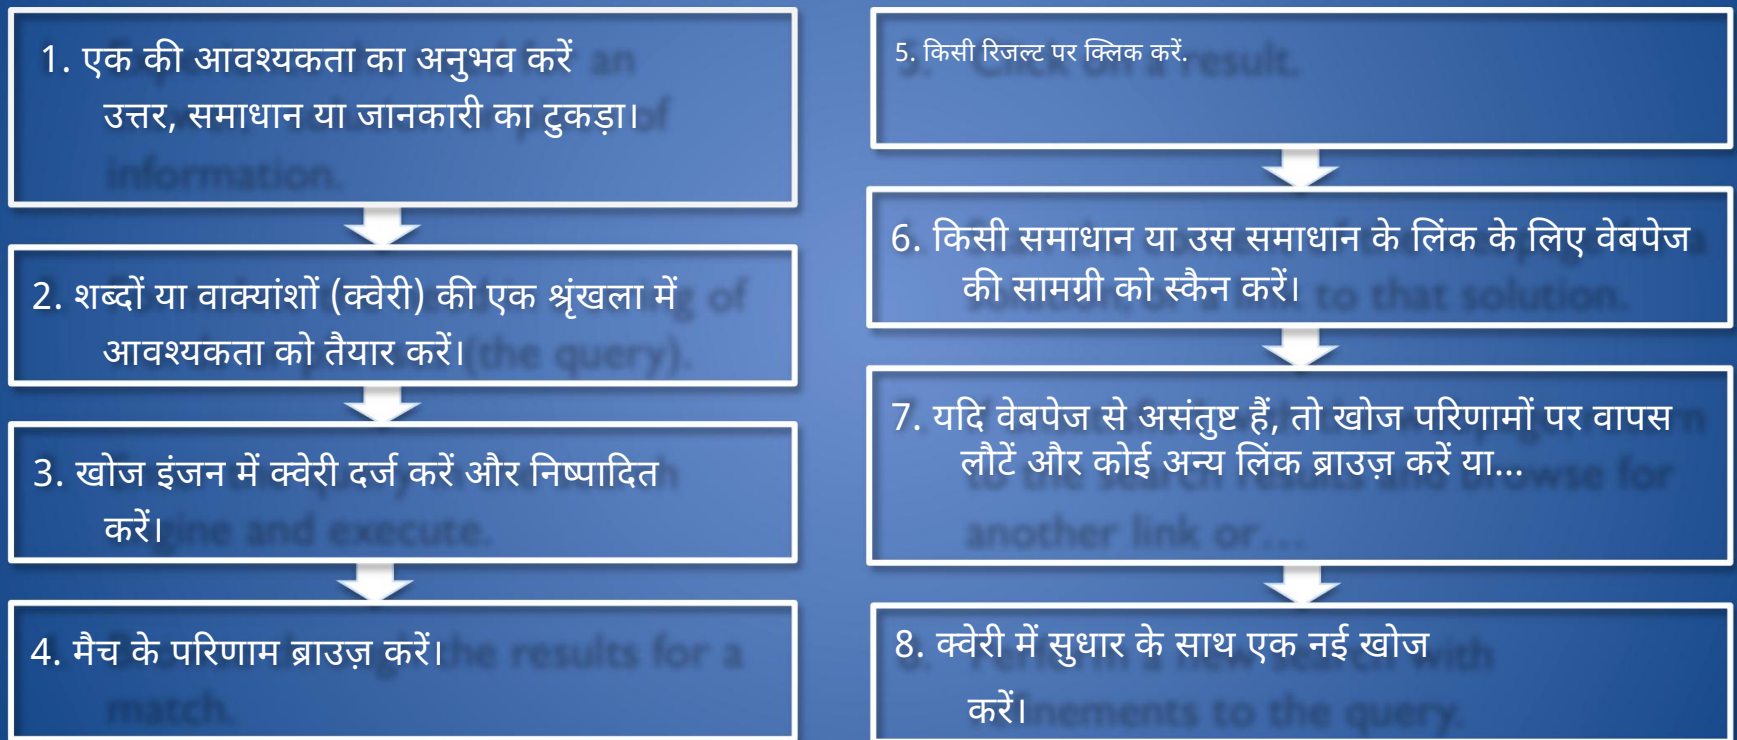 1. एक की आवश्यकता का अनुभव करें
उत्तर, समाधान या जानकारी का टुकड़ा।
2. शब्दों या वाक्यांशों (क्वेरी) की एक श्रृंखला में
आवश्यकता को तैयार करें।
3. खोज इंजन में क्वेरी दर्ज करें और निष्पादित
करें।
4. मैच के परिणाम ब्राउज़ करें।
5. किसी रिजल्ट पर क्लिक करें.
6. किसी समाधान या उस समाधान के लिंक के लिए वेबपेज
की सामग्री को स्कैन करें।
7. यदि वेबपेज से असंतुष्ट हैं, तो खोज परिणामों पर वापस
लौटें और कोई अन्य लिंक ब्राउज़ करें या...
8. क्वेरी में सुधार के साथ एक नई खोज
करें।